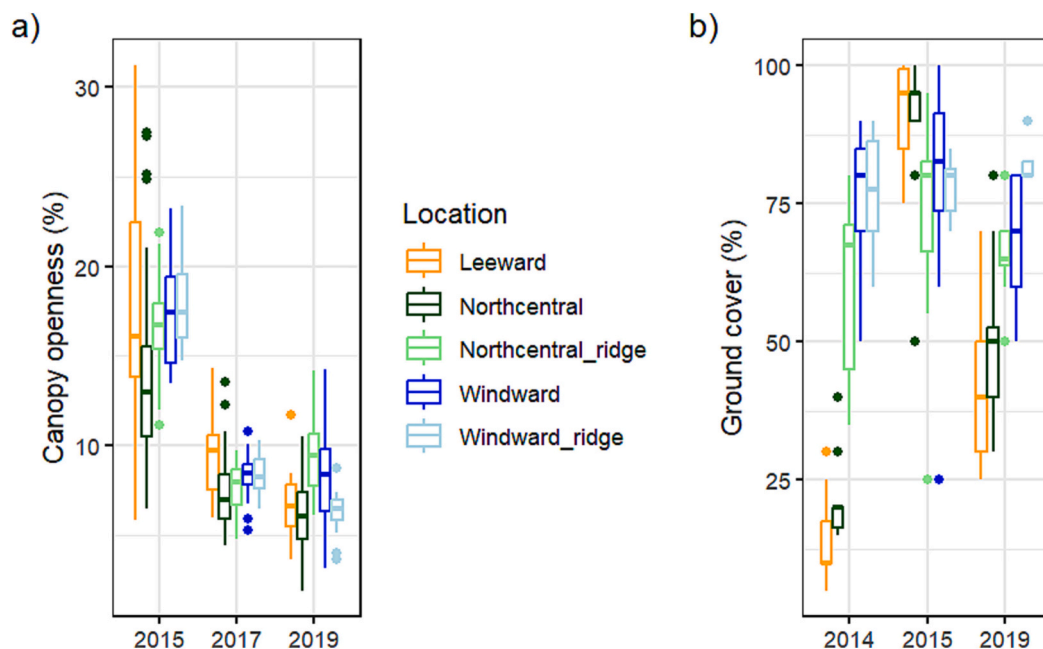 a)
Canopy openness (%)
30
20
10
2015 2017 2019
Location
Leeward
Northcentral
Northcentral_ridge
Windward
Windward_ridge
b)
Ground cover (%)
100
75
50
25
2014 2015 2019